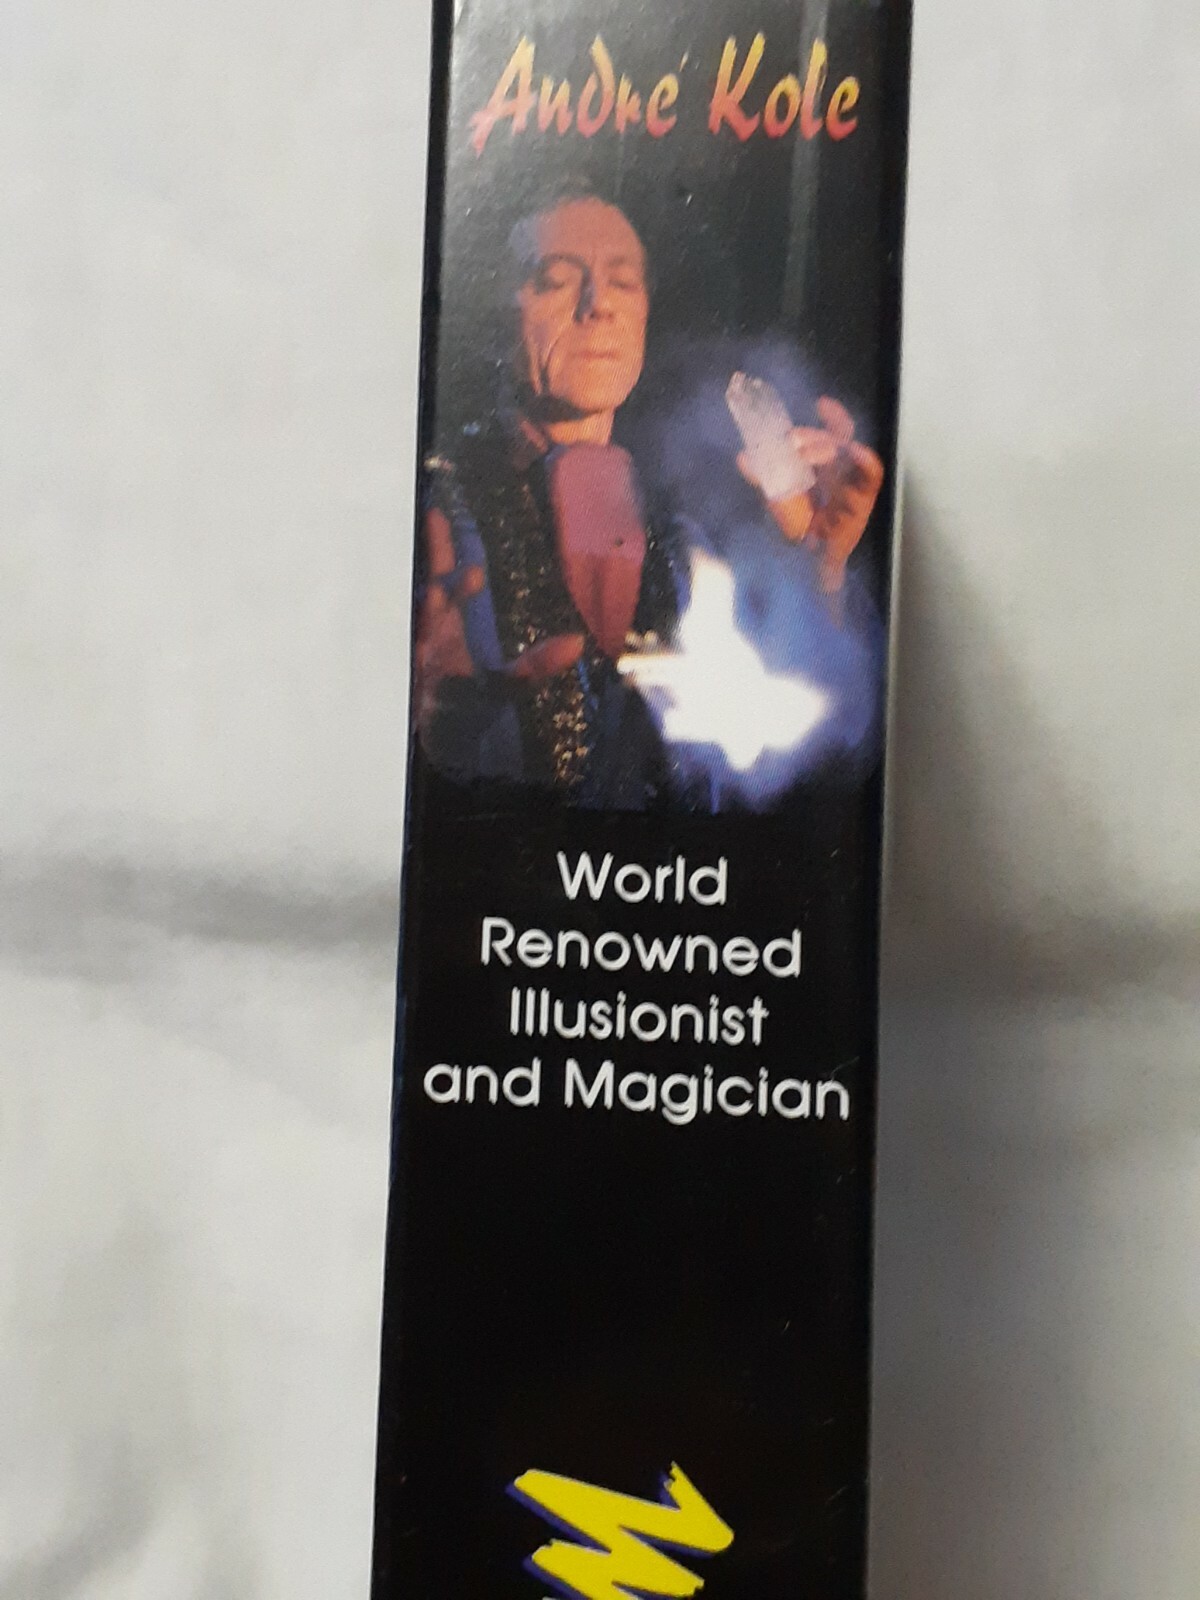 André Kole
World
Renowned
Illusionist
and Magician